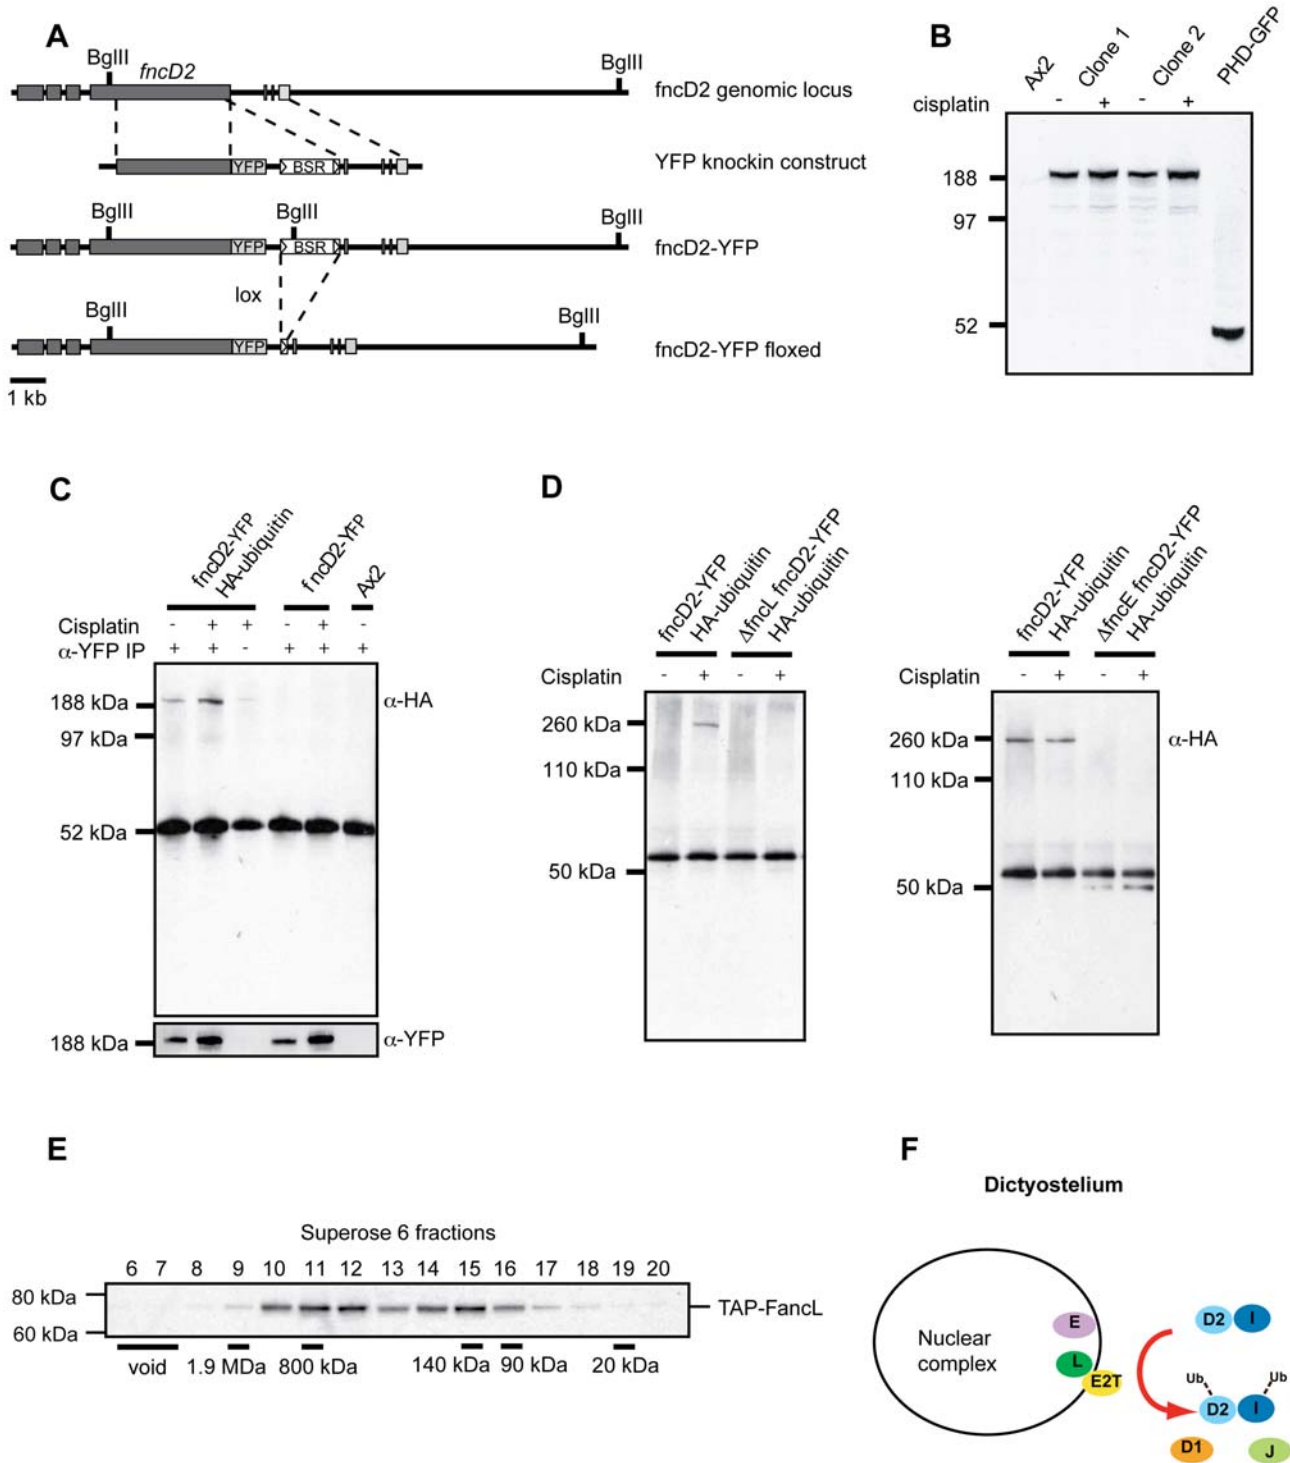 A
BglII
fncD2
BglII
fncD2 genomic locus
YFP
BSR
YFP knockin construct
BglII
BglII
BglII
YFP
BSR
fncD2-YFP
lox
BglII
BglII
YFP
fncD2-YFP floxed
1 kb
B
Ax2
Clone 1
Clone 2
PHD-GFP
cisplatin - + - +
188
97
52
C
fncD2-YFP
HA-ubiquitin
fncD2-YFP
Ax2
Cisplatin - + + - + -
α-YFP IP + + - + + +
188 kDa
α-HA
97 kDa
52 kDa
188 kDa
α-YFP
D
fncD2-YFP
HA-ubiquitin
ΔfncL fncD2-YFP
HA-ubiquitin
Cisplatin - + - +
260 kDa
110 kDa
50 kDa
fncD2-YFP
HA-ubiquitin
ΔfncE fncD2-YFP
HA-ubiquitin
Cisplatin - + - +
260 kDa
α-HA
110 kDa
50 kDa
E
Superose 6 fractions
6 7 8 9 10 11 12 13 14 15 16 17 18 19 20
80 kDa
TAP-FancL
60 kDa
void 1.9 MDa 800 kDa 140 kDa 90 kDa 20 kDa
F
Dictyostelium
Nuclear
complex
E
L
E2T
D2
I
Ub
Ub
D2
I
D1
J